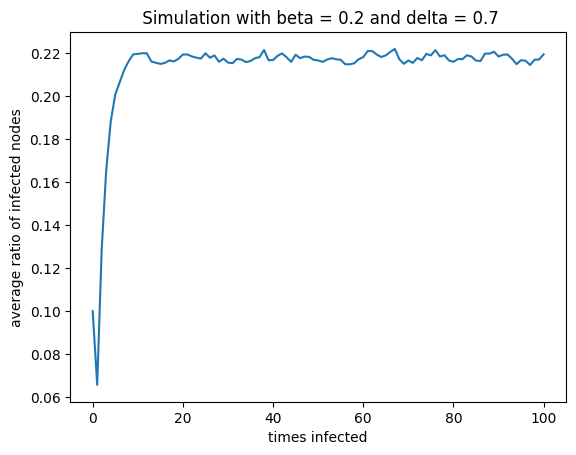 Simulation with beta = 0.2 and delta = 0.7
average ratio of infected nodes
0.22
0.20
0.18
0.16
0.14
0.12
0.10
0.08
0.06
0 20 40 60 80 100
times infected